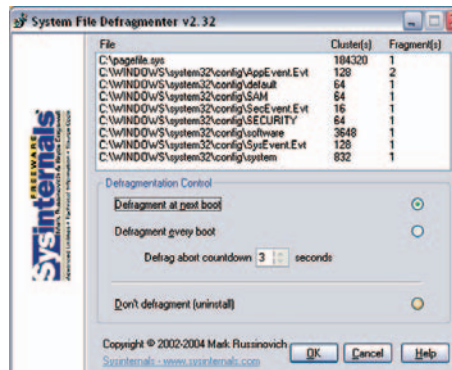 System File Defragmenter v2.32
File Cluster(s) Fragment(s)
C:\pagefile.sys 184320 1
C:\WINDOWS\system32\config\AppEvent.Evt 128 2
C:\WINDOWS\system32\config\default 64 1
C:\WINDOWS\system32\config\SAM 64 1
C:\WINDOWS\system32\config\SecEvent.Evt 16 1
C:\WINDOWS\system32\config\SECURITY 64 1
C:\WINDOWS\system32\config\software 3648 1
C:\WINDOWS\system32\config\SysEvent.Evt 128 1
C:\WINDOWS\system32\config\system 832 1
FREEWARE
Sysinternals
Defragmentation Control
Defragment at next boot
Defragment every boot
Defrag abort countdown 3 seconds
Don't defragment (uninstall)
Copyright © 2002-2004 Mark Russinovich
Sysinternals - www.sysinternals.com
OK Cancel Help